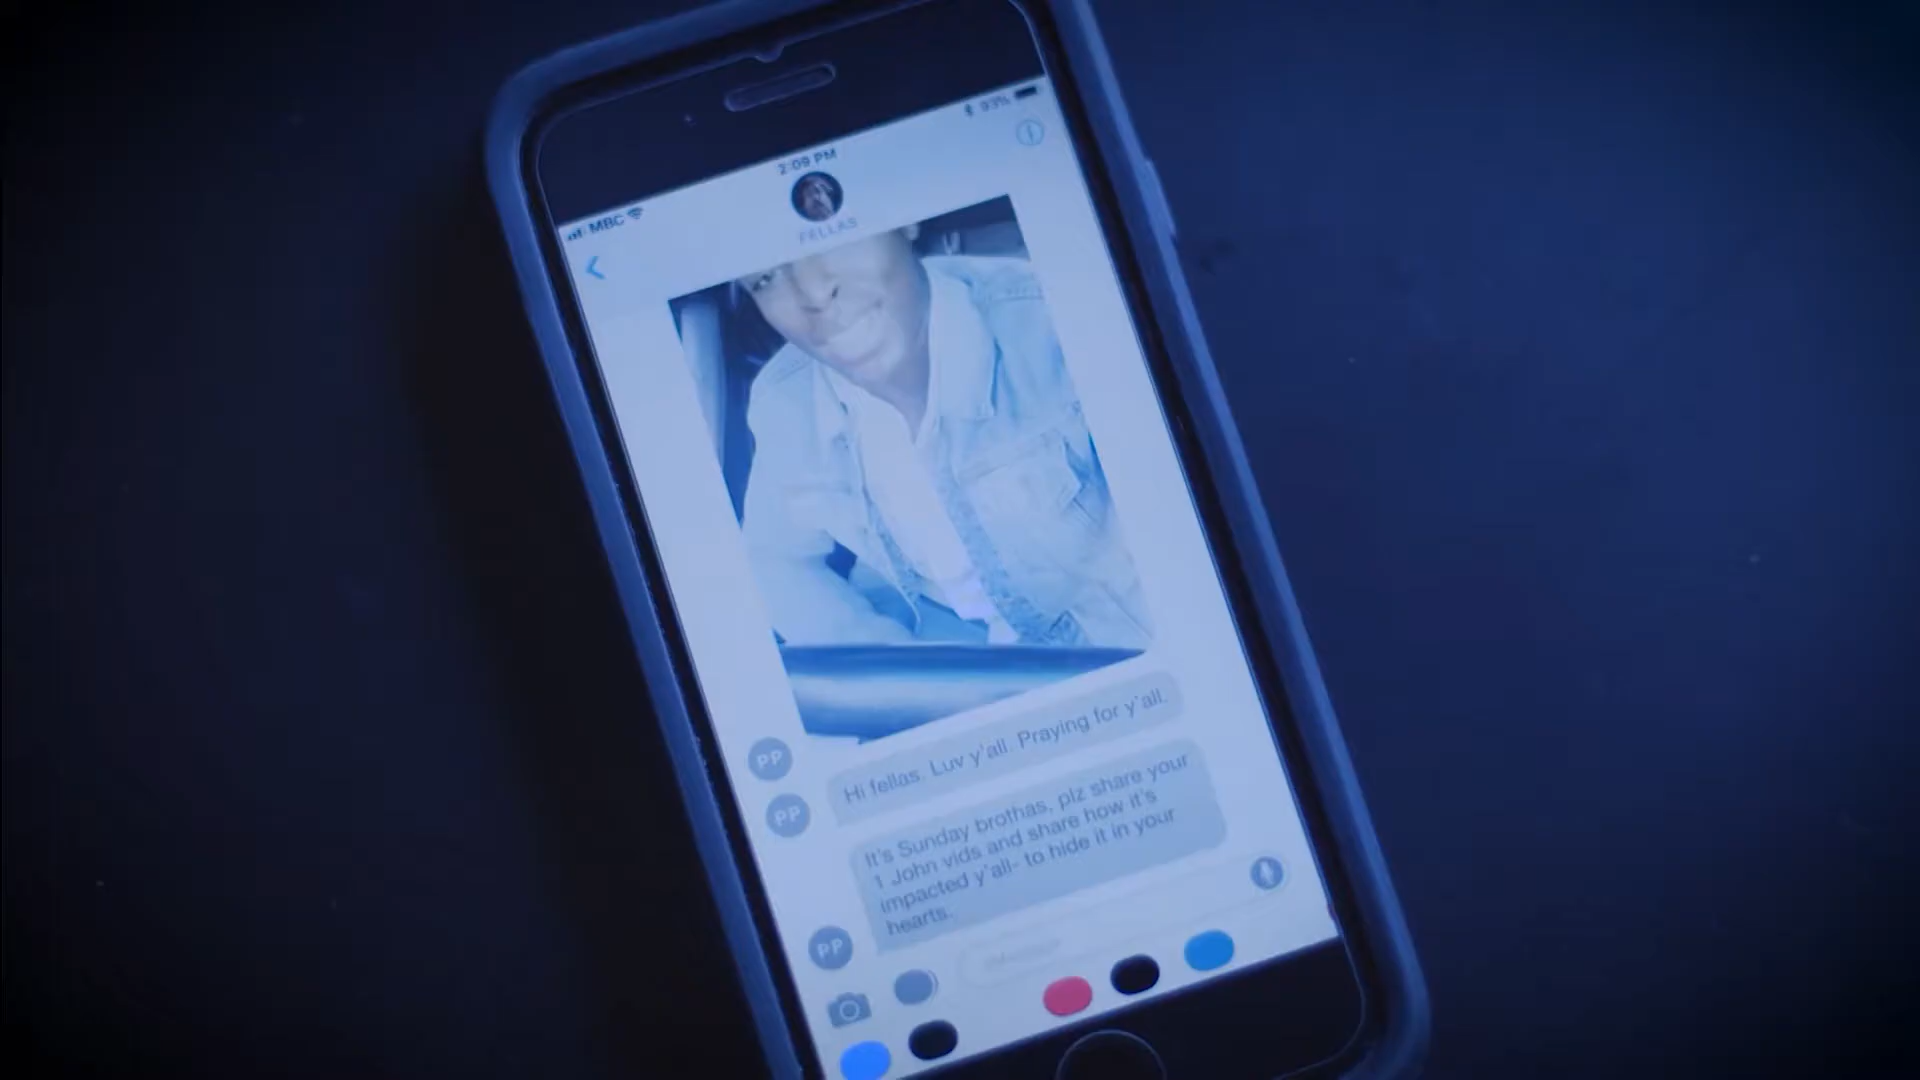 93%
2:09 PM
MBC
FELLAS
PP
Hi fellas. Luv y'all. Praying for y'all.
PP
It's Sunday brothas, plz share your
1 John vids and share how it's
impacted y'all- to hide it in your
hearts.
PP